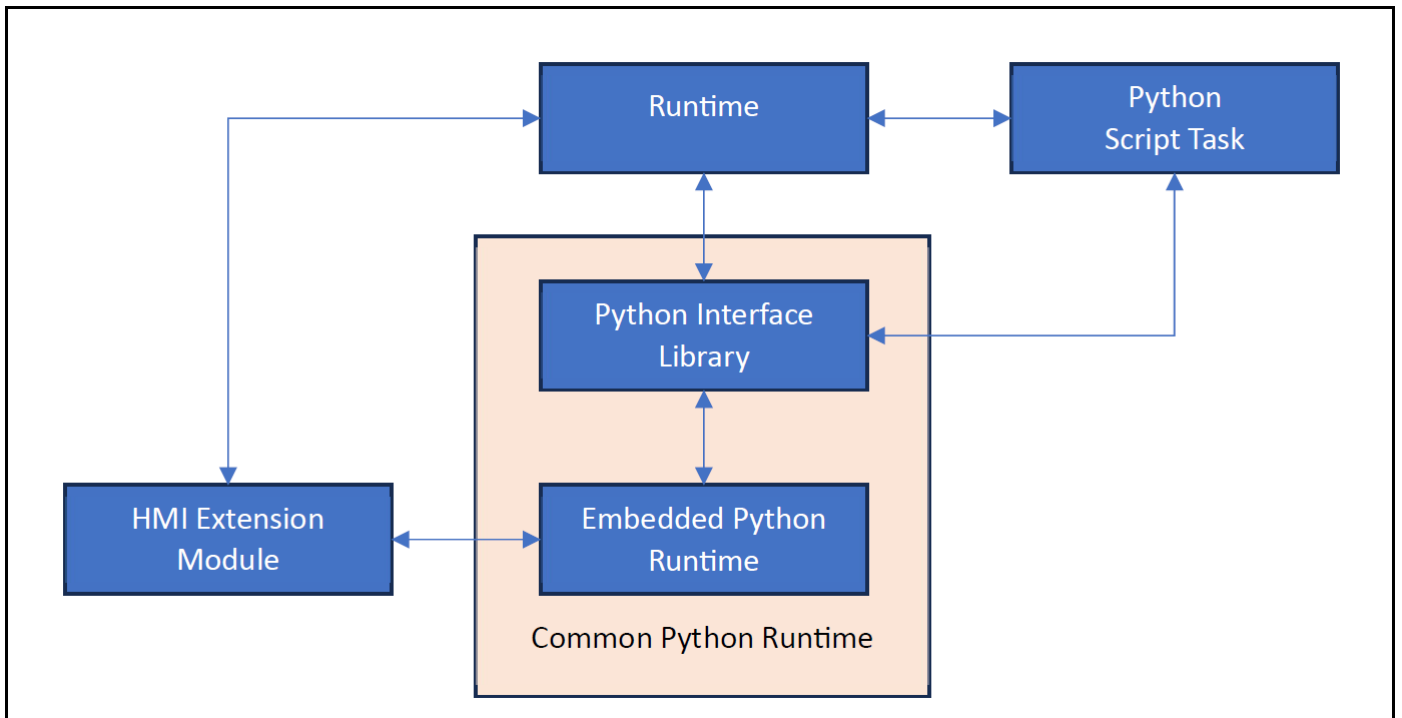 Runtime
Python
Script Task
Python Interface
Library
HMI Extension
Module
Embedded Python
Runtime
Common Python Runtime